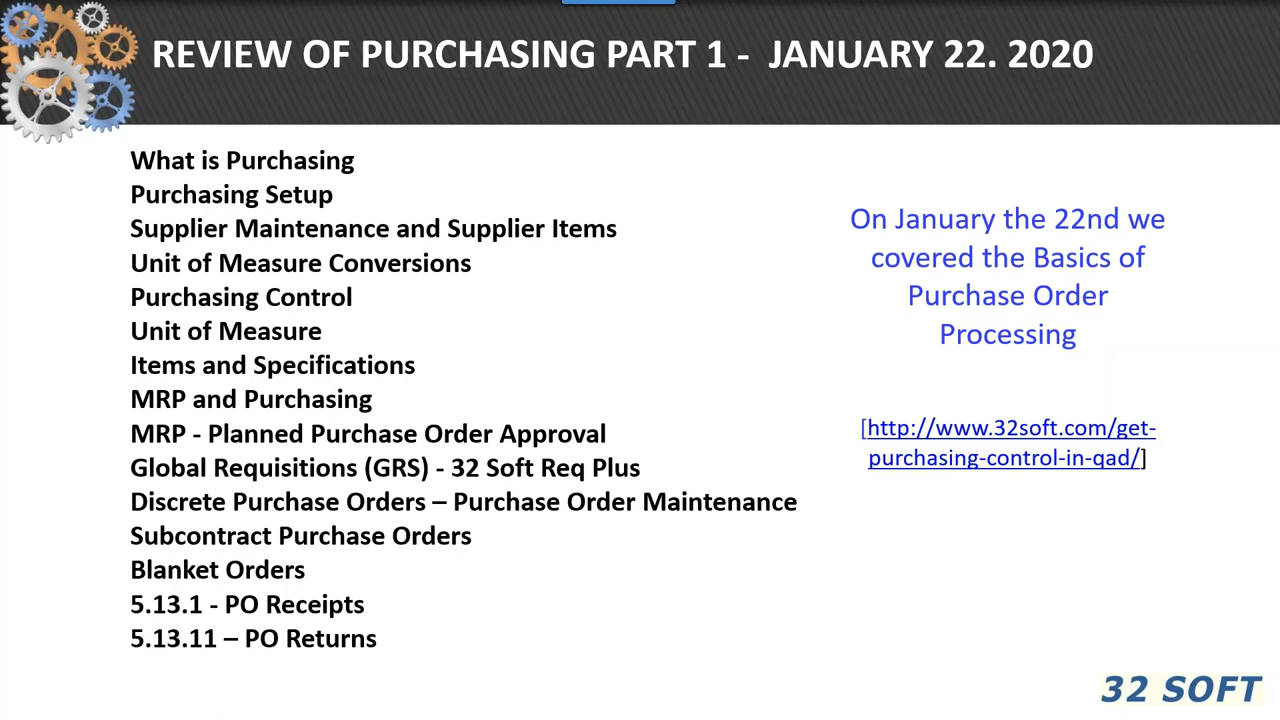 REVIEW OF PURCHASING PART 1 - JANUARY 22. 2020
What is Purchasing
Purchasing Setup
Supplier Maintenance and Supplier Items
Unit of Measure Conversions
Purchasing Control
Unit of Measure
Items and Specifications
MRP and Purchasing
MRP - Planned Purchase Order Approval
Global Requisitions (GRS) - 32 Soft Req Plus
Discrete Purchase Orders – Purchase Order Maintenance
Subcontract Purchase Orders
Blanket Orders
5.13.1 - PO Receipts
5.13.11 – PO Returns
On January the 22nd we
covered the Basics of
Purchase Order
Processing
[http://www.32soft.com/get-
purchasing-control-in-qad/]
32 SOFT